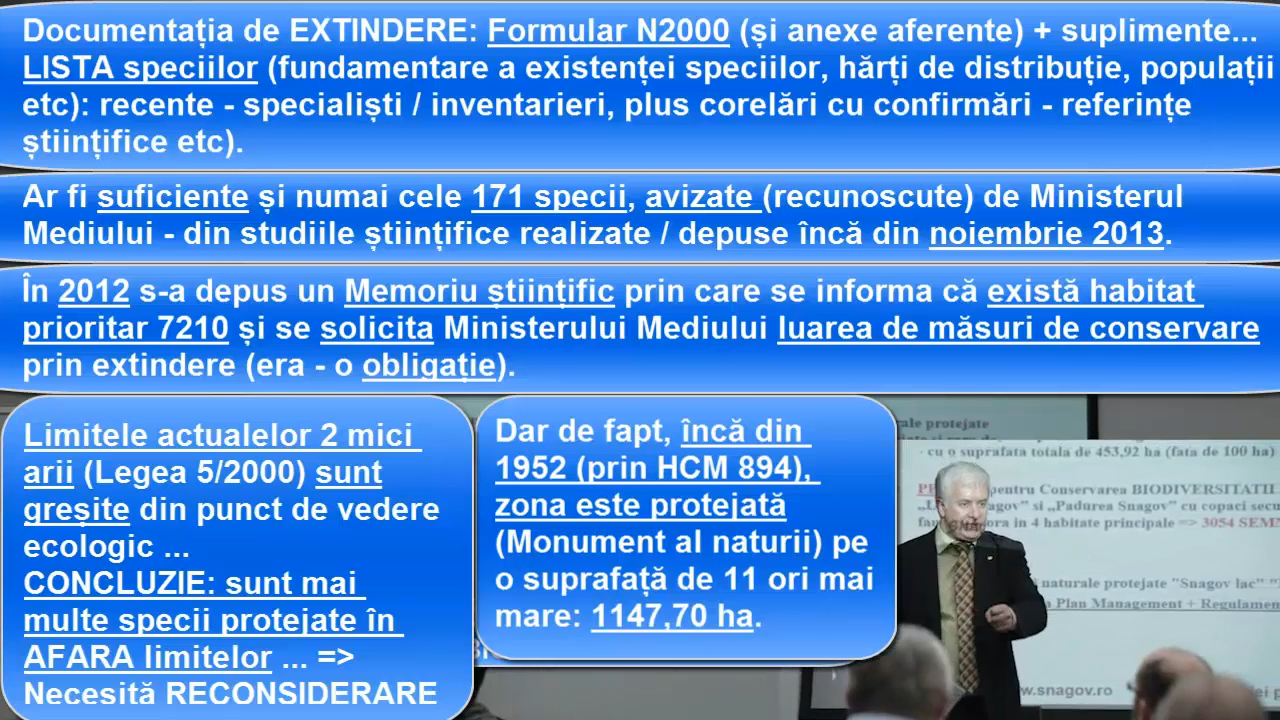 Documentația de EXTINDERE: Formular N2000 (și anexe aferente) + suplimente...
LISTA speciilor (fundamentare a existenței speciilor, hărți de distribuție, populații
etc): recente - specialiști / inventarieri, plus corelări cu confirmări - referințe
științifice etc).
Ar fi suficiente și numai cele 171 specii, avizate (recunoscute) de Ministerul
Mediului - din studiile științifice realizate / depuse încă din noiembrie 2013.
În 2012 s-a depus un Memoriu științific prin care se informa că există habitat
prioritar 7210 și se solicita Ministerului Mediului luarea de măsuri de conservare
prin extindere (era - o obligație).
Limitele actualelor 2 mici
arii (Legea 5/2000) sunt
greșite din punct de vedere
ecologic ...
CONCLUZIE: sunt mai
multe specii protejate în
AFARA limitelor ... =>
Necesită RECONSIDERARE
Dar de fapt, încă din
1952 (prin HCM 894),
zona este protejată
(Monument al naturii) pe
o suprafață de 11 ori mai
mare: 1147,70 ha.
protejate
- cu o suprafata totala de 453,92 ha (fata de 100 ha)
pentru Conservarea BIODIVERSITATII
si „Padurea Snagov” cu copaci
in 4 habitate principale => 3054
naturale protejate "Snagov lac"
Plan Management +
w.snagov.ro